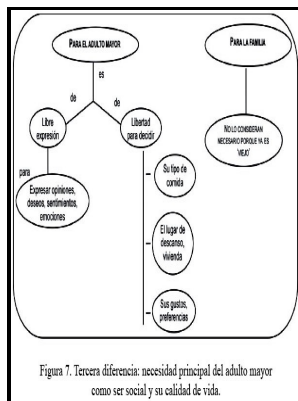 PARA EL ADULTO MAYOR
PARA LA FAMILIA
es
de
de
Libre
expresión
Libertad
para decidir
NO LO CONSIDERAN
NECESARIO PORQUE YA ES
'VIEJO'
para
Expresar opiniones,
deseos, sentimientos,
emociones
Su tipo de
comida
El lugar de
descanso,
vivienda
Sus gustos,
preferencias
Figura 7. Tercera diferencia: necesidad principal del adulto mayor
como ser social y su calidad de vida.